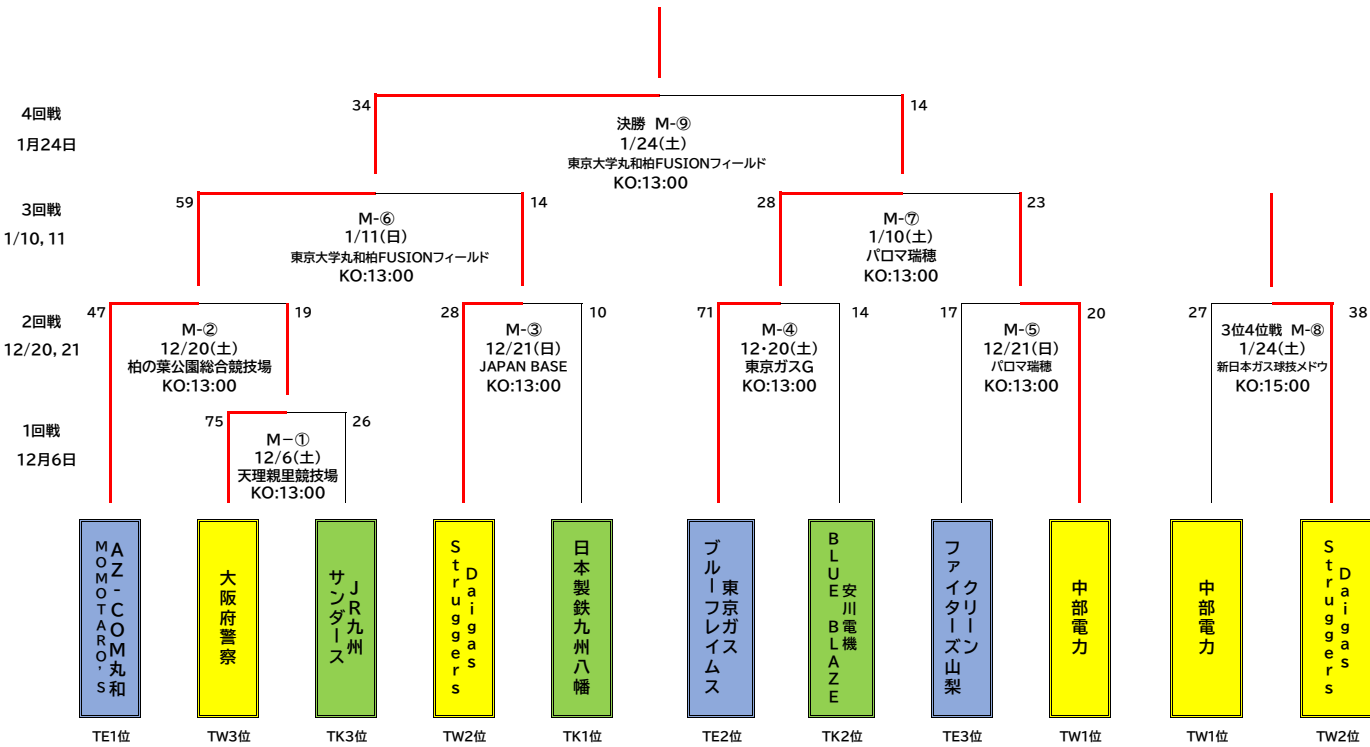 4回戦
1月24日
34
14
決勝 M-⑨
1/24(土)
東京大学丸和柏FUSIONフィールド
KO:13:00
3回戦
1/10, 11
59
14
M-⑥
1/11(日)
東京大学丸和柏FUSIONフィールド
KO:13:00
28
23
M-⑦
1/10(土)
パロマ瑞穂
KO:13:00
2回戦
12/20, 21
47
19
M-②
12/20(土)
柏の葉公園総合競技場
KO:13:00
28
10
M-③
12/21(日)
JAPAN BASE
KO:13:00
71
14
M-④
12・20(土)
東京ガスG
KO:13:00
17
20
M-⑤
12/21(日)
パロマ瑞穂
KO:13:00
27
38
3位4位戦 M-⑧
1/24(土)
新日本ガス球技メドウ
KO:15:00
1回戦
12月6日
75
26
M−①
12/6(土)
天理親里競技場
KO:13:00
AZ-COM丸和
MOMOTARO'S
大阪府警察
JR九州
サンダース
Daigas
Struggers
日本製鉄九州八幡
東京ガス
ブルーフレイムス
安川電機
BLUE BLAZE
クリーン
ファイターズ山梨
中部電力
中部電力
Daigas
Struggers
TE1位
TW3位
TK3位
TW2位
TK1位
TE2位
TK2位
TE3位
TW1位
TW1位
TW2位